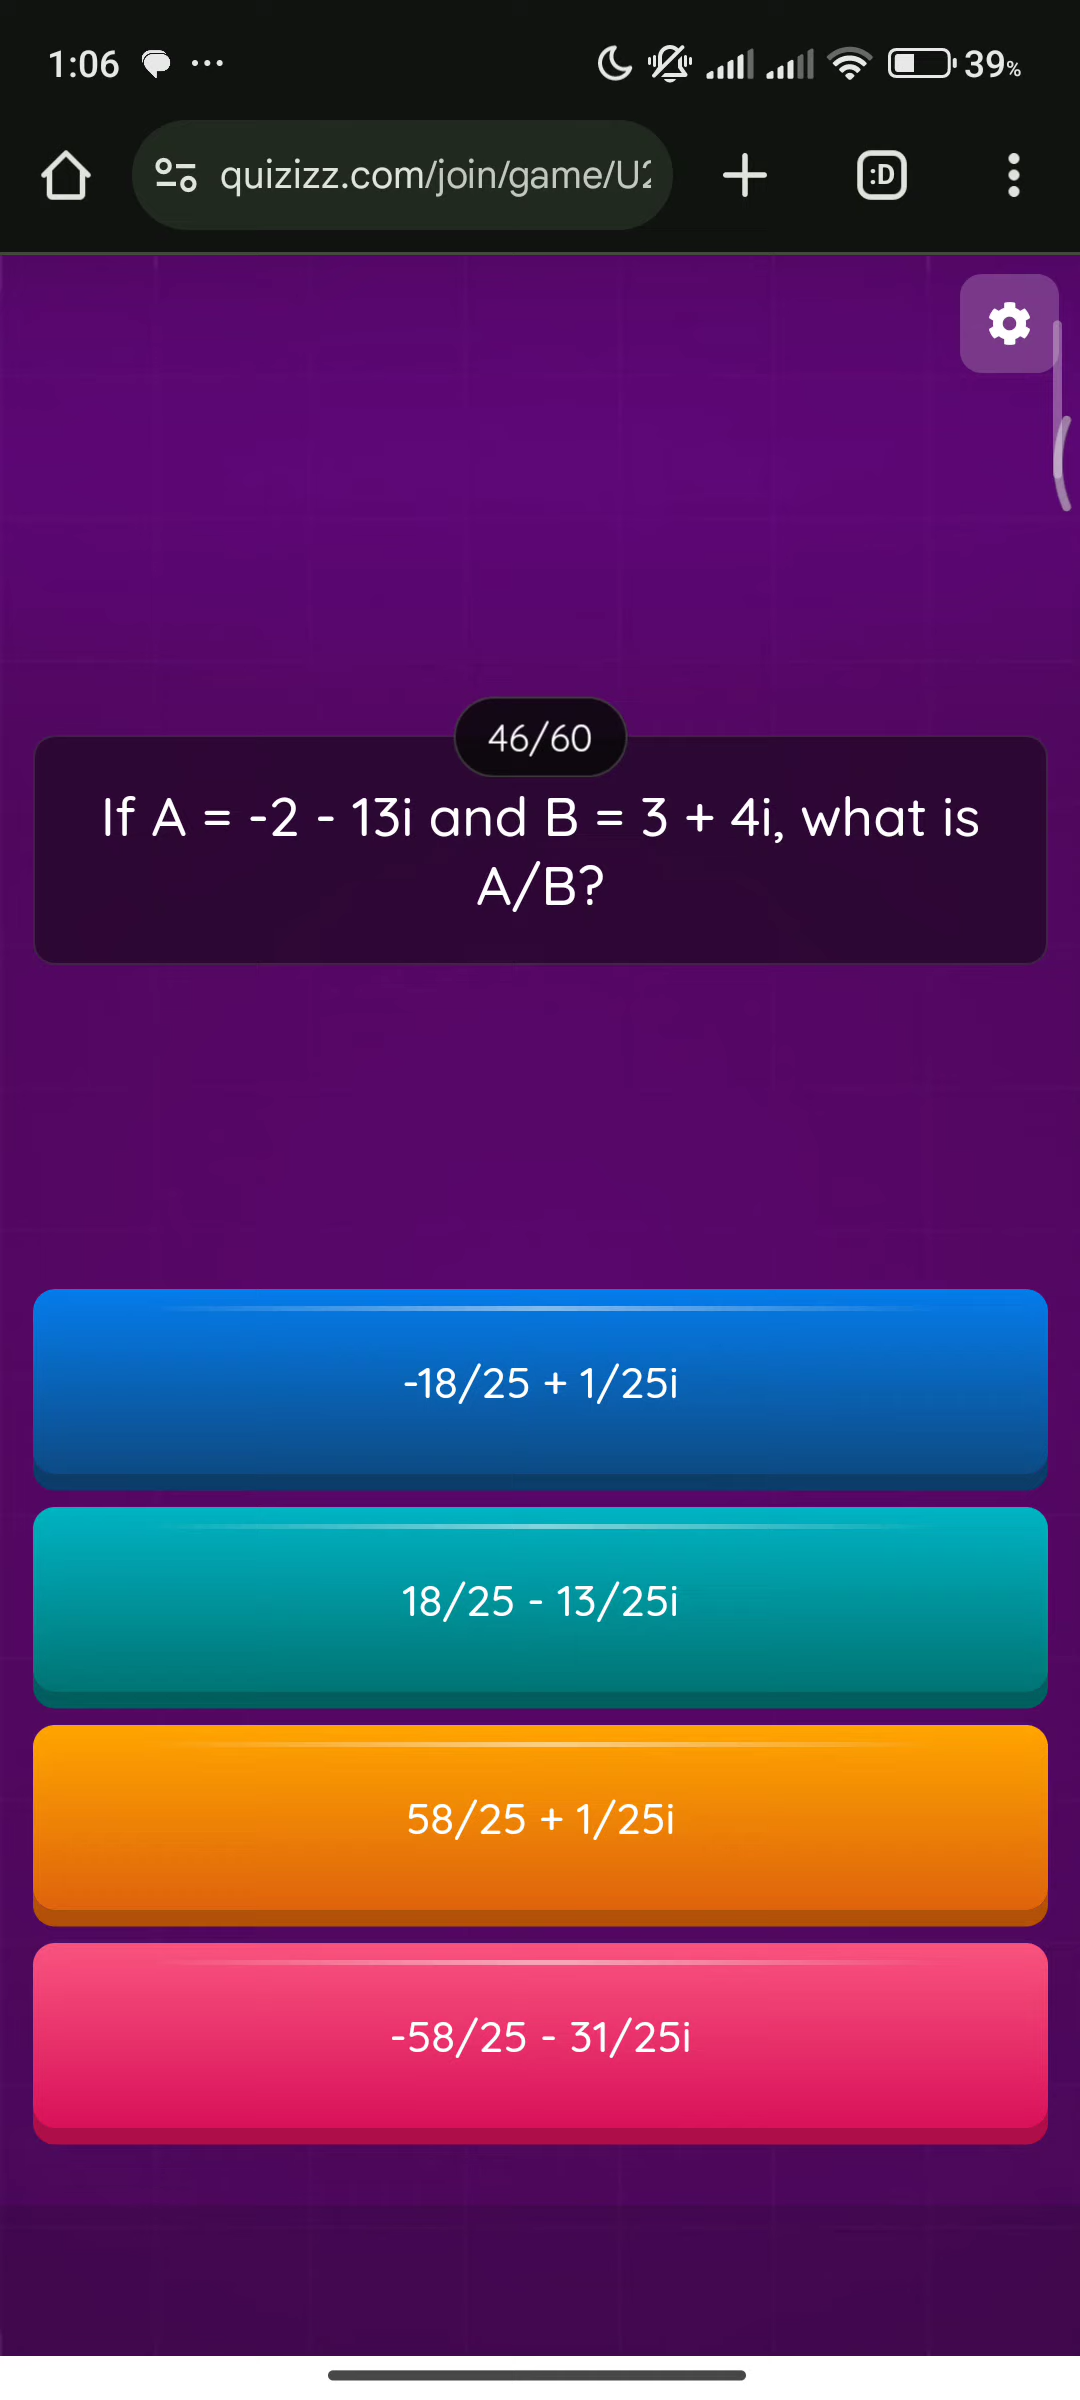 1:06 39%
quizizz.com/join/game/U2 :D
46/60
If A = -2 - 13i and B = 3 + 4i, what is
A/B?
-18/25 + 1/25i
18/25 - 13/25i
58/25 + 1/25i
-58/25 - 31/25i